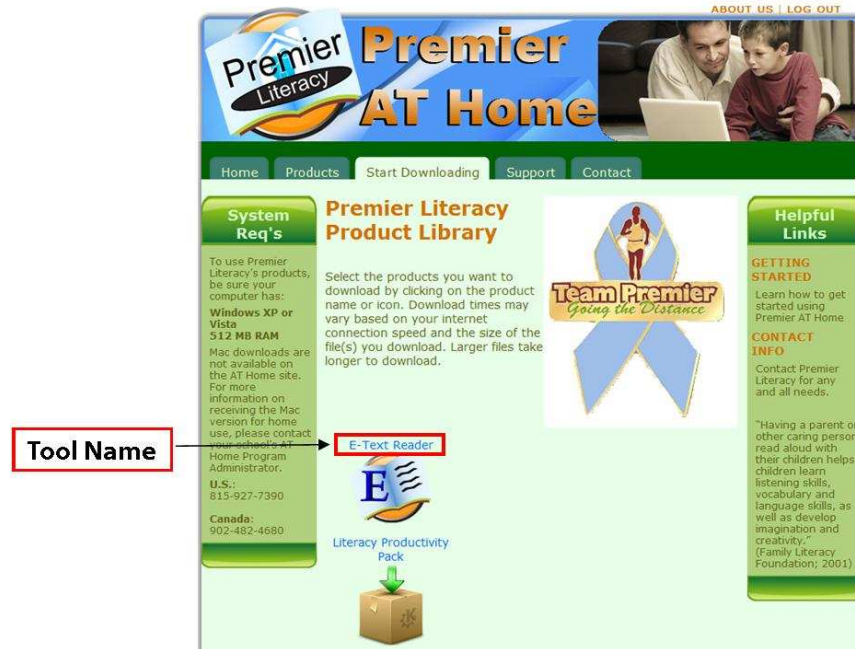 ABOUT US | LOG OUT
Premier
Literacy
Premier
AT Home
Home Products Start Downloading Support Contact
System
Req's
To use Premier
Literacy's products,
be sure your
computer has:
Windows XP or
Vista
512 MB RAM
Mac downloads are
not available on
the AT Home site.
For more
information on
receiving the Mac
version for home
use, please contact
your school's AT
Home Program
Administrator.
U.S.:
815-927-7390
Canada:
902-482-4680
Premier Literacy
Product Library
Select the products you want to
download by clicking on the product
name or icon. Download times may
vary based on your internet
connection speed and the size of the
file(s) you download. Larger files take
longer to download.
Team Premier
Going the Distance
Tool Name
E-Text Reader
E
Literacy Productivity
Pack
Helpful
Links
GETTING
STARTED
Learn how to get
started using
Premier AT Home
CONTACT
INFO
Contact Premier
Literacy for any
and all needs.
"Having a parent or
other caring person
read aloud with
their children helps
children learn
listening skills,
vocabulary and
language skills, as
well as develop
imagination and
creativity."
(Family Literacy
Foundation; 2001)